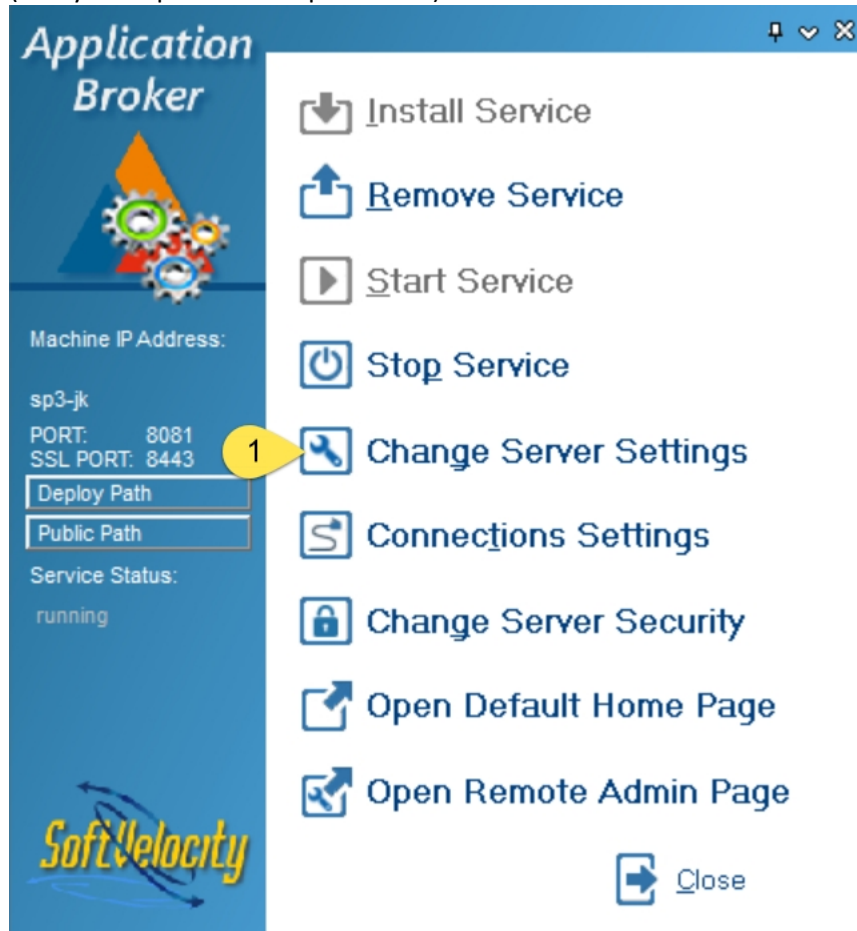 Application
Broker
Machine IP Address:
sp3-jk
PORT: 8081
SSL PORT: 8443
Deploy Path
Public Path
Service Status:
running
SoftVelocity
Install Service
Remove Service
Start Service
Stop Service
1
Change Server Settings
Connections Settings
Change Server Security
Open Default Home Page
Open Remote Admin Page
Close